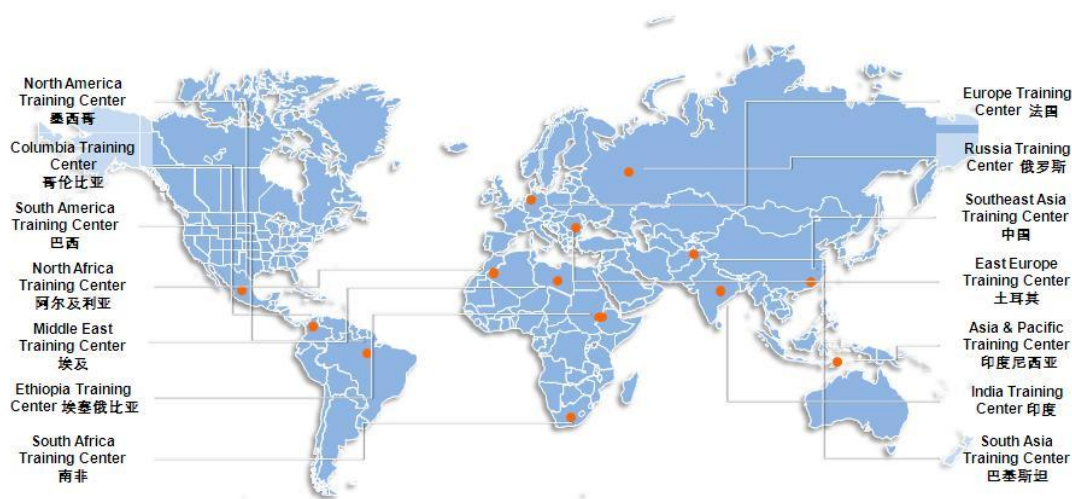 North America
Training Center
墨西哥
Columbia Training
Center
哥伦比亚
South America
Training Center
巴西
North Africa
Training Center
阿尔及利亚
Middle East
Training Center
埃及
Ethiopia Training
Center 埃塞俄比亚
South Africa
Training Center
南非
Europe Training
Center 法国
Russia Training
Center 俄罗斯
Southeast Asia
Training Center
中国
East Europe
Training Center
土耳其
Asia & Pacific
Training Center
印度尼西亚
India Training
Center 印度
South Asia
Training Center
巴基斯坦